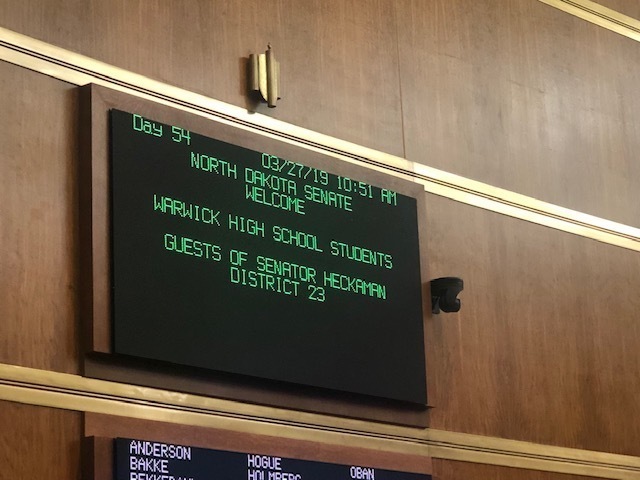 Day 54 03/27/19 10:51 AM
NORTH DAKOTA SENATE
WELCOME
WARWICK HIGH SCHOOL STUDENTS
GUESTS OF SENATOR HECKAMAN
DISTRICT 23
ANDERSON HOGUE OBAN
BAKKE HOLMBERG